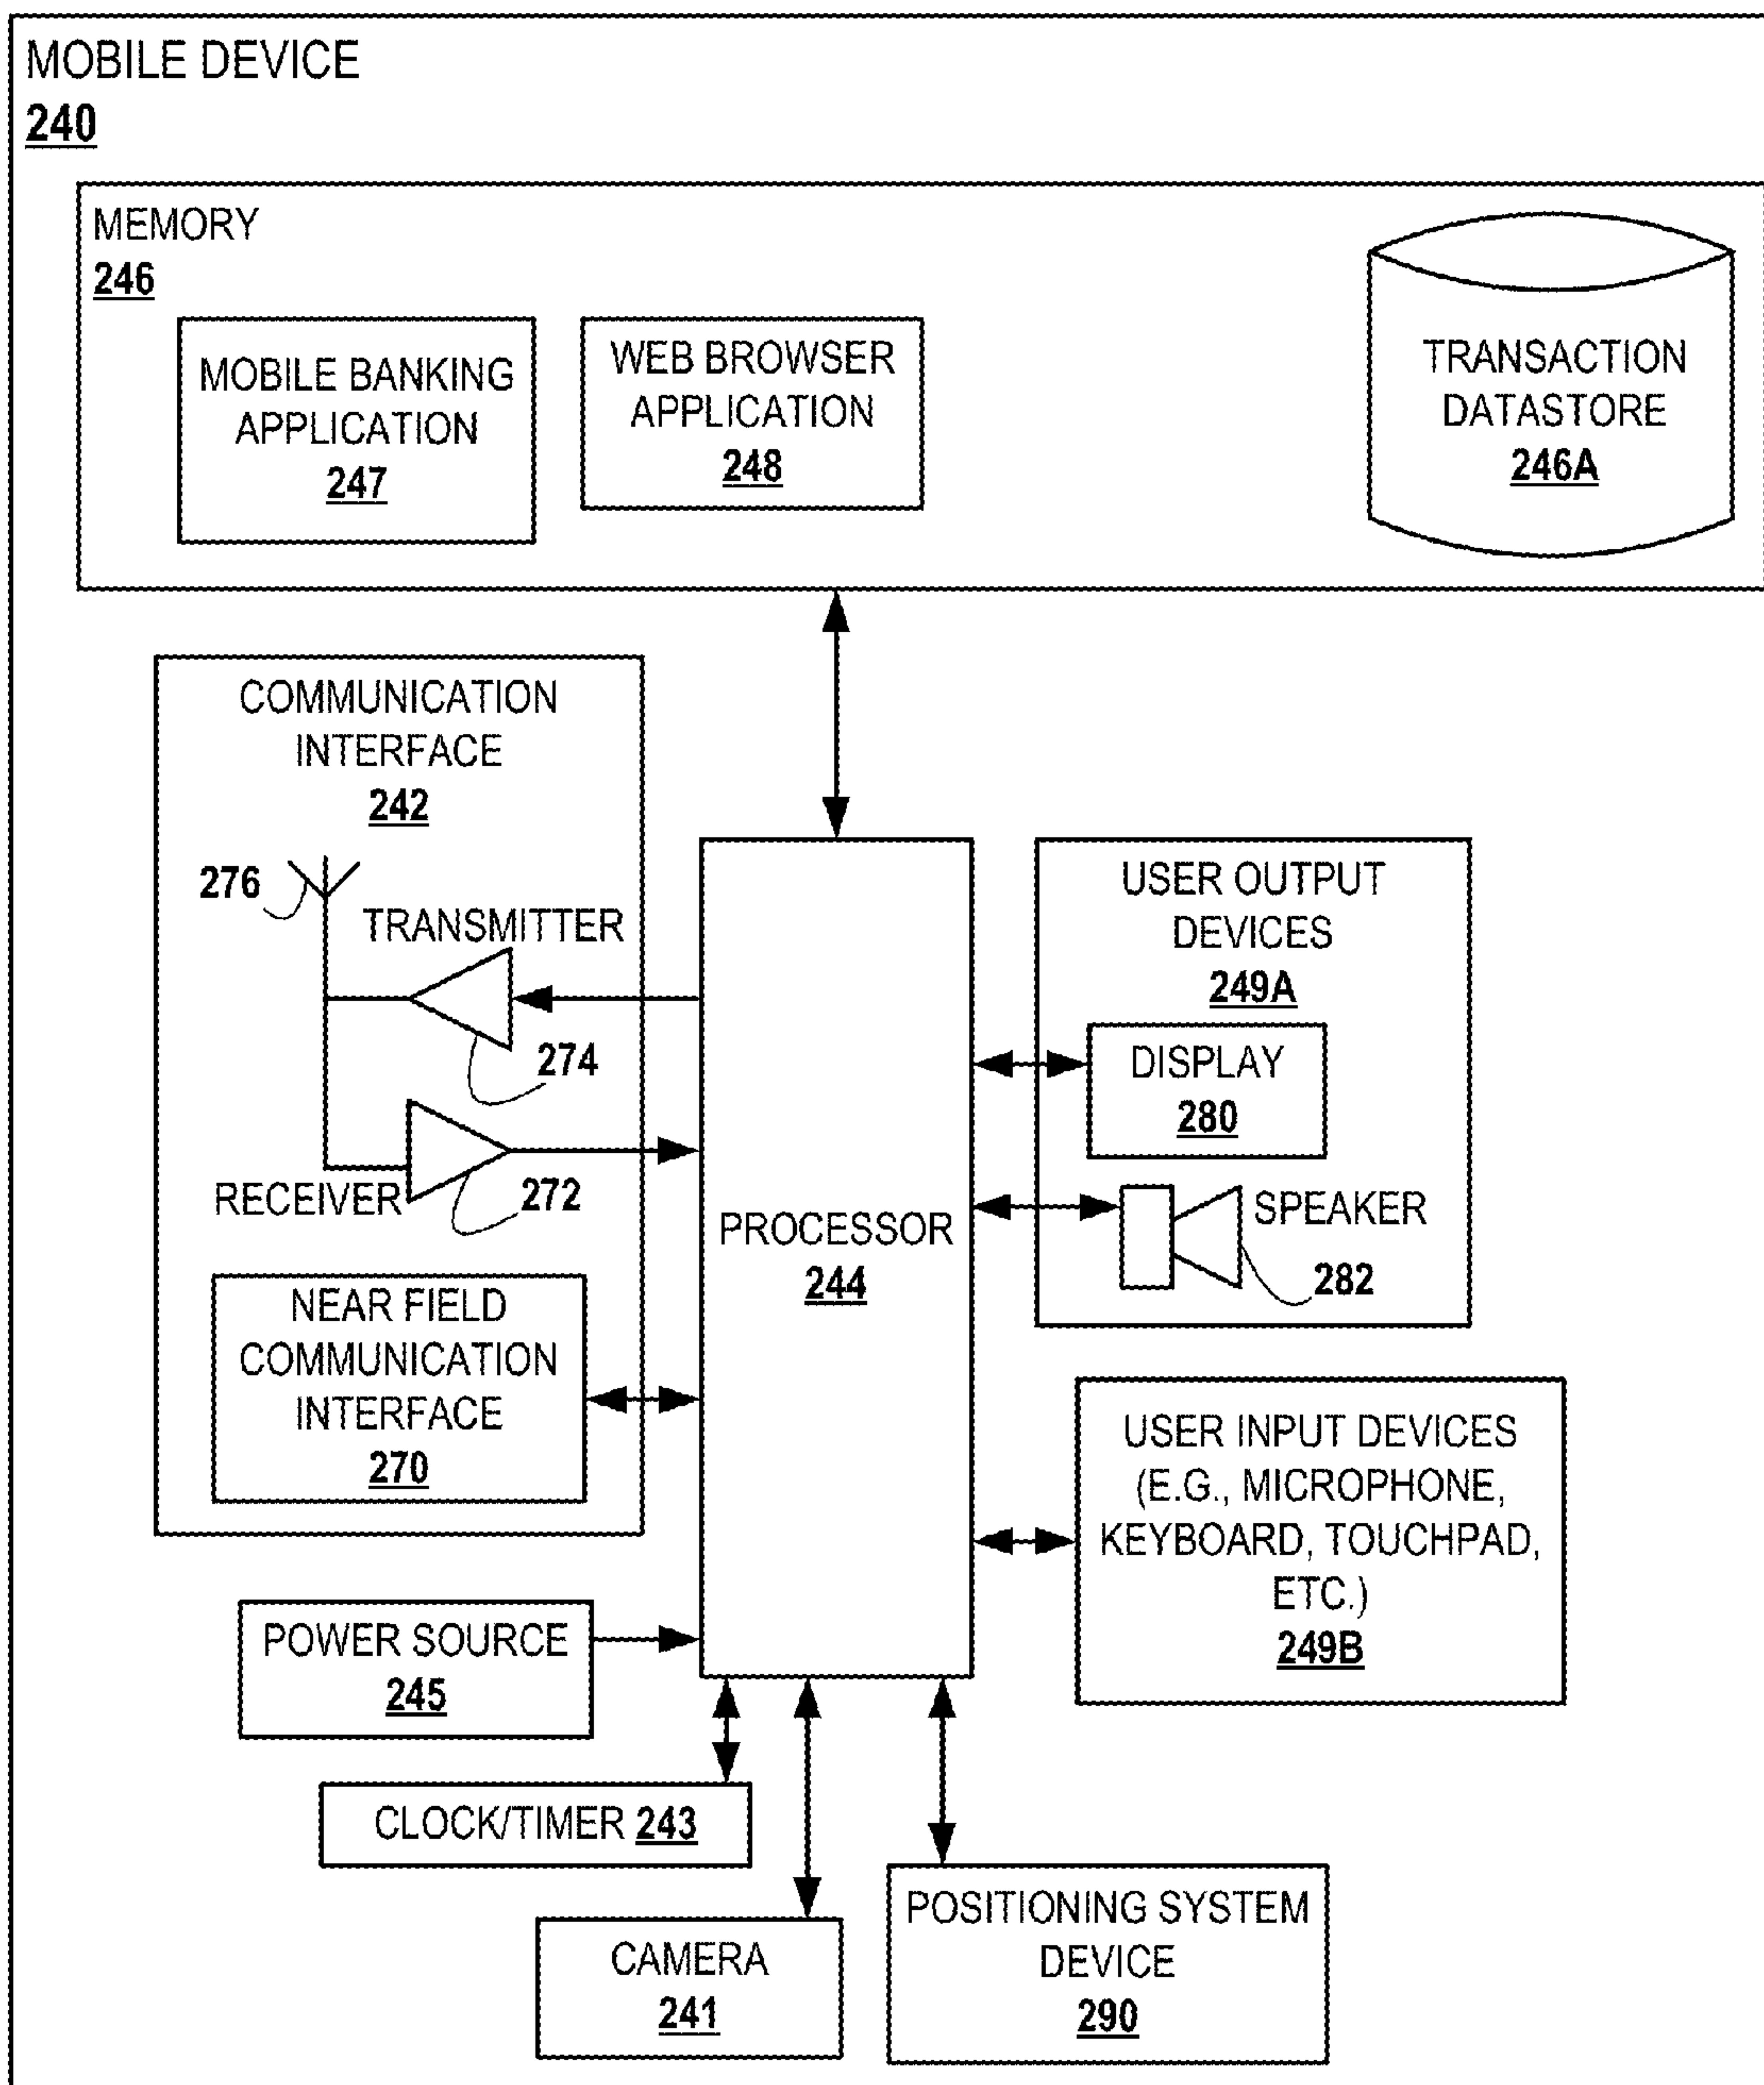 MOBILE DEVICE
240
MEMORY
246
MOBILE BANKING
APPLICATION
247
WEB BROWSER
APPLICATION
248
TRANSACTION
DATASTORE
246A
COMMUNICATION
INTERFACE
242
276
TRANSMITTER
274
RECEIVER
272
NEAR FIELD
COMMUNICATION
INTERFACE
270
PROCESSOR
244
USER OUTPUT
DEVICES
249A
DISPLAY
280
SPEAKER
282
USER INPUT DEVICES
(E.G., MICROPHONE,
KEYBOARD, TOUCHPAD,
ETC.)
249B
POWER SOURCE
245
CLOCK/TIMER 243
CAMERA
241
POSITIONING SYSTEM
DEVICE
290